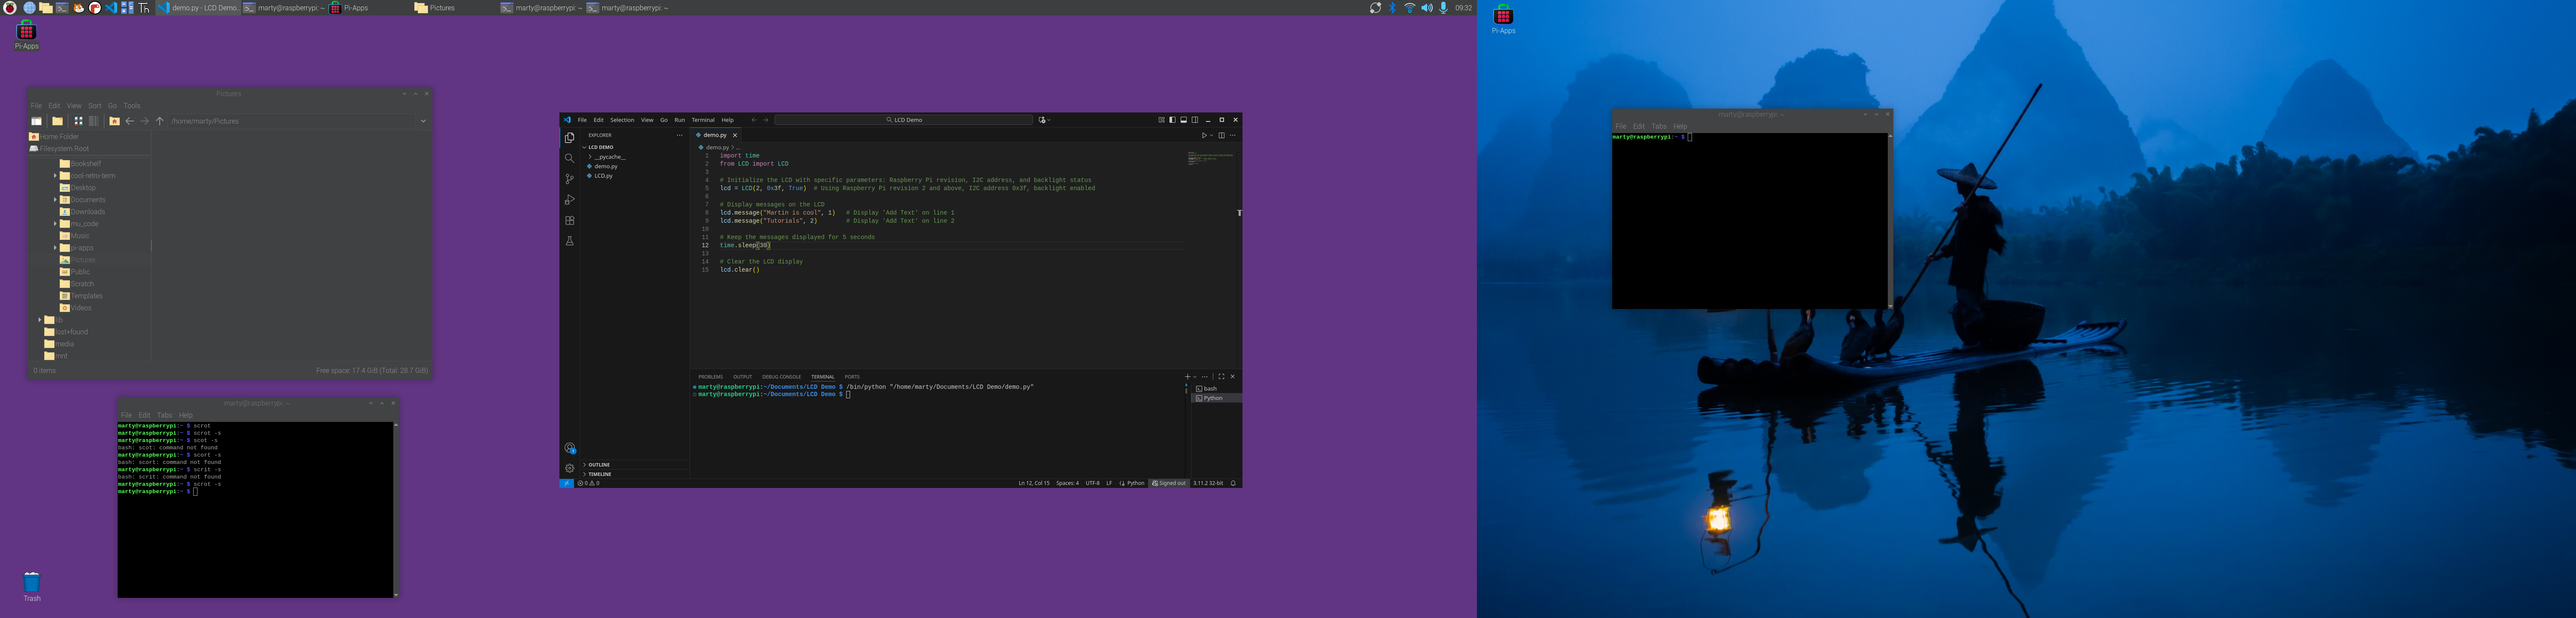 demo.py - LCD Demo
marty@raspberrypi: ~
Pi-Apps
Pictures
marty@raspberrypi: ~
marty@raspberrypi: ~
09:32
Pi-Apps
Pi-Apps
Pictures
File Edit View Sort Go Tools
/home/marty/Pictures
Home Folder
Filesystem Root
Bookshelf
cool-retro-term
Desktop
Documents
Downloads
mu_code
Music
pi-apps
Pictures
Public
Scratch
Templates
Videos
lib
lost+found
media
mnt
0 items
Free space: 17.4 GiB (Total: 28.7 GiB)
marty@raspberrypi: ~
File Edit Tabs Help
marty@raspberrypi:~ $ scrot
marty@raspberrypi:~ $ scrot -s
marty@raspberrypi:~ $ scot -s
bash: scot: command not found
marty@raspberrypi:~ $ scort -s
bash: scort: command not found
marty@raspberrypi:~ $ scrit -s
bash: scrit: command not found
marty@raspberrypi:~ $ scrot -s
marty@raspberrypi:~ $
Trash
File Edit Selection View Go Run Terminal Help
LCD Demo
EXPLORER
LCD DEMO
__pycache__
demo.py
LCD.py
OUTLINE
TIMELINE
demo.py
demo.py > ...
1 import time
2 from LCD import LCD
3
4 # Initialize the LCD with specific parameters: Raspberry Pi revision, I2C address, and backlight status
5 lcd = LCD(2, 0x3f, True)  # Using Raspberry Pi revision 2 and above, I2C address 0x3f, backlight enabled
6
7 # Display messages on the LCD
8 lcd.message("Martin is cool", 1)   # Display 'Add Text' on line 1
9 lcd.message("Tutorials", 2)        # Display 'Add Text' on line 2
10
11 # Keep the messages displayed for 5 seconds
12 time.sleep(30)
13
14 # Clear the LCD display
15 lcd.clear()
PROBLEMS OUTPUT DEBUG CONSOLE TERMINAL PORTS
marty@raspberrypi:~/Documents/LCD Demo $ /bin/python "/home/marty/Documents/LCD Demo/demo.py"
marty@raspberrypi:~/Documents/LCD Demo $
bash
Python
0 0
Ln 12, Col 15 Spaces: 4 UTF-8 LF Python Signed out 3.11.2 32-bit
marty@raspberrypi: ~
File Edit Tabs Help
marty@raspberrypi:~ $